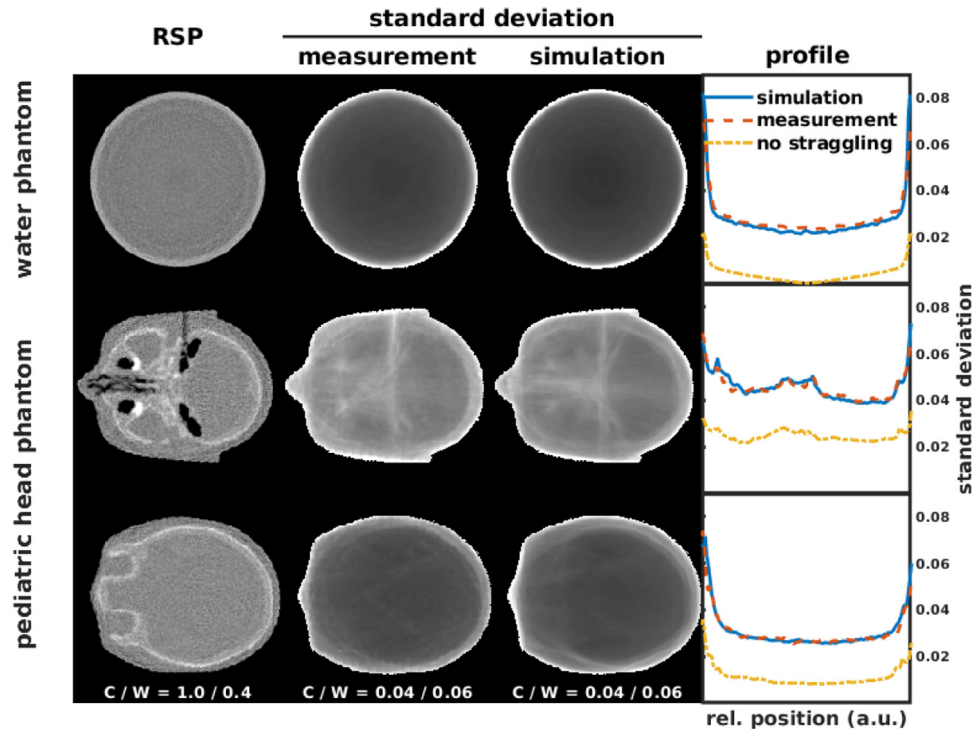 RSP
standard deviation
measurement
simulation
profile
water phantom
pediatric head phantom
simulation
measurement
no straggling
0.08
0.06
0.04
0.02
0.08
0.06
0.04
0.02
0.08
0.06
0.04
0.02
standard deviation
C / W = 1.0 / 0.4
C / W = 0.04 / 0.06
C / W = 0.04 / 0.06
rel. position (a.u.)